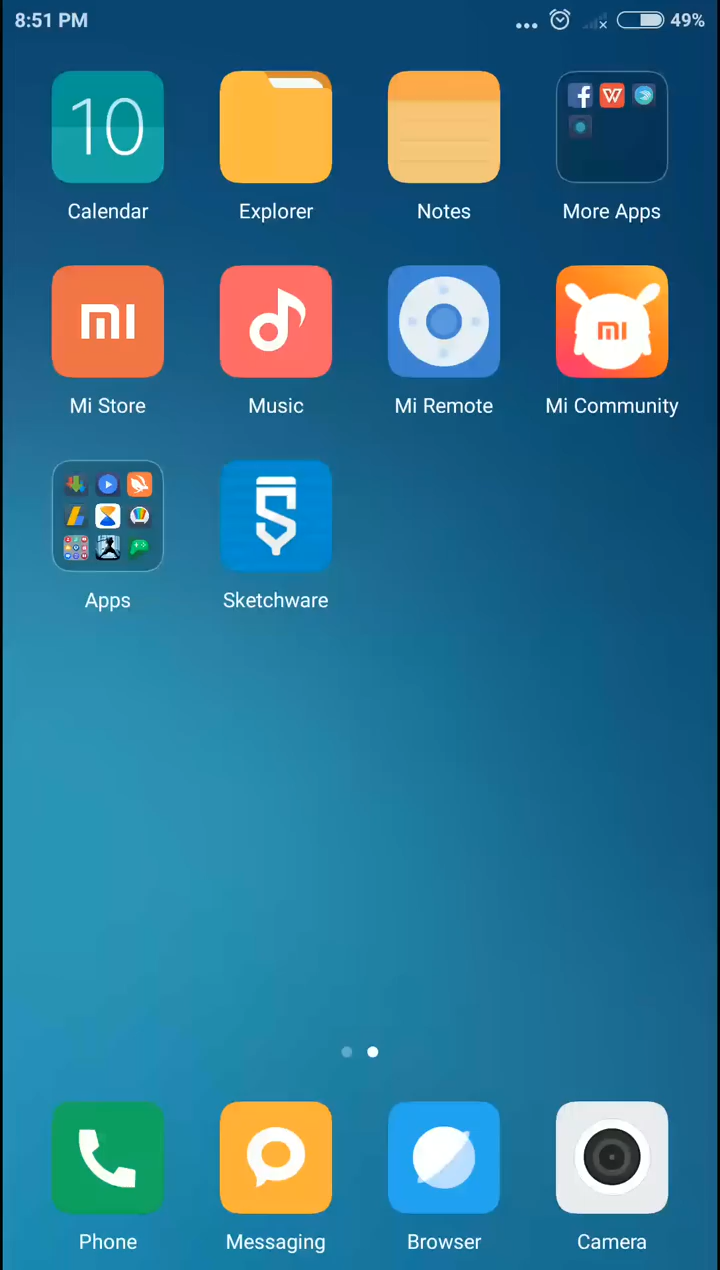 8:51 PM 49%
10
Calendar Explorer Notes More Apps
Mi Store Music Mi Remote Mi Community
Apps Sketchware
Phone Messaging Browser Camera